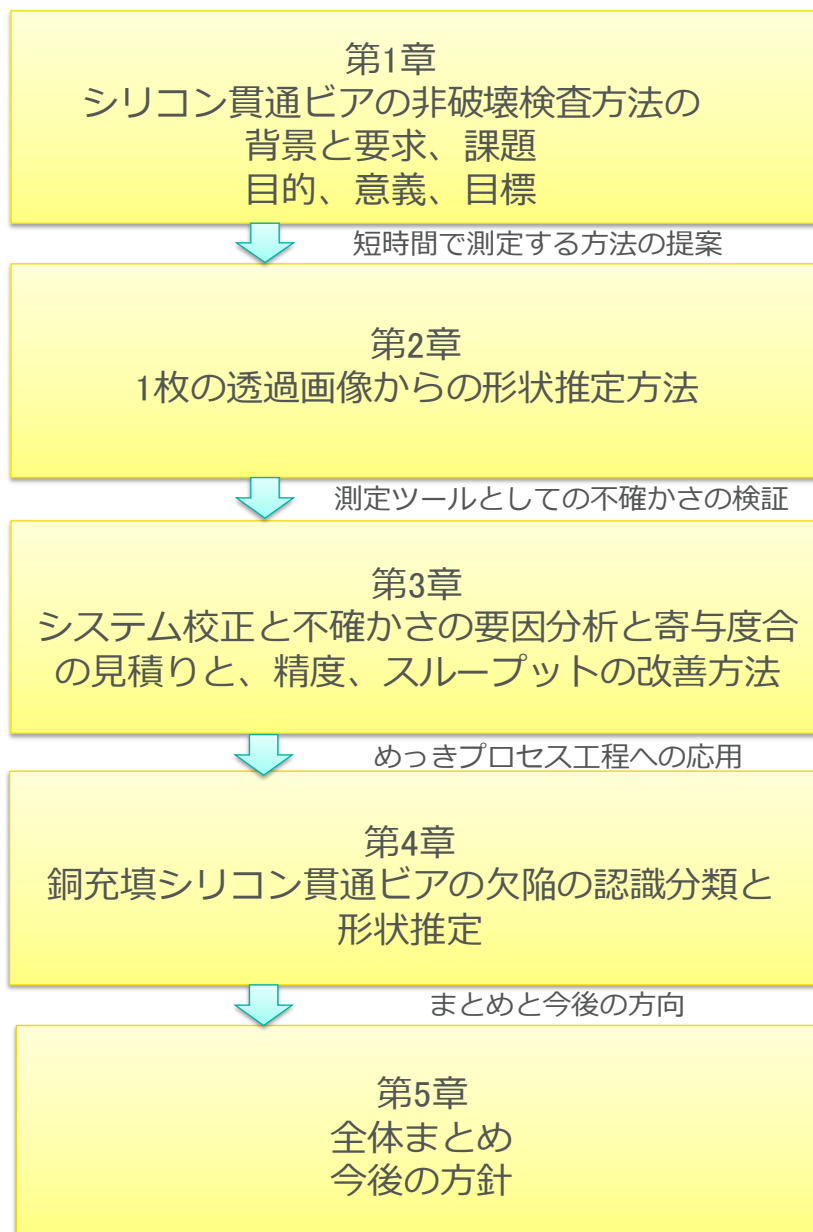 第1章
シリコン貫通ビアの非破壊検査方法の
背景と要求、課題
目的、意義、目標
短時間で測定する方法の提案
第2章
1枚の透過画像からの形状推定方法
測定ツールとしての不確かさの検証
第3章
システム校正と不確かさの要因分析と寄与度合
の見積りと、精度、スループットの改善方法
めっきプロセス工程への応用
第4章
銅充填シリコン貫通ビアの欠陥の認識分類と
形状推定
まとめと今後の方向
第5章
全体まとめ
今後の方針